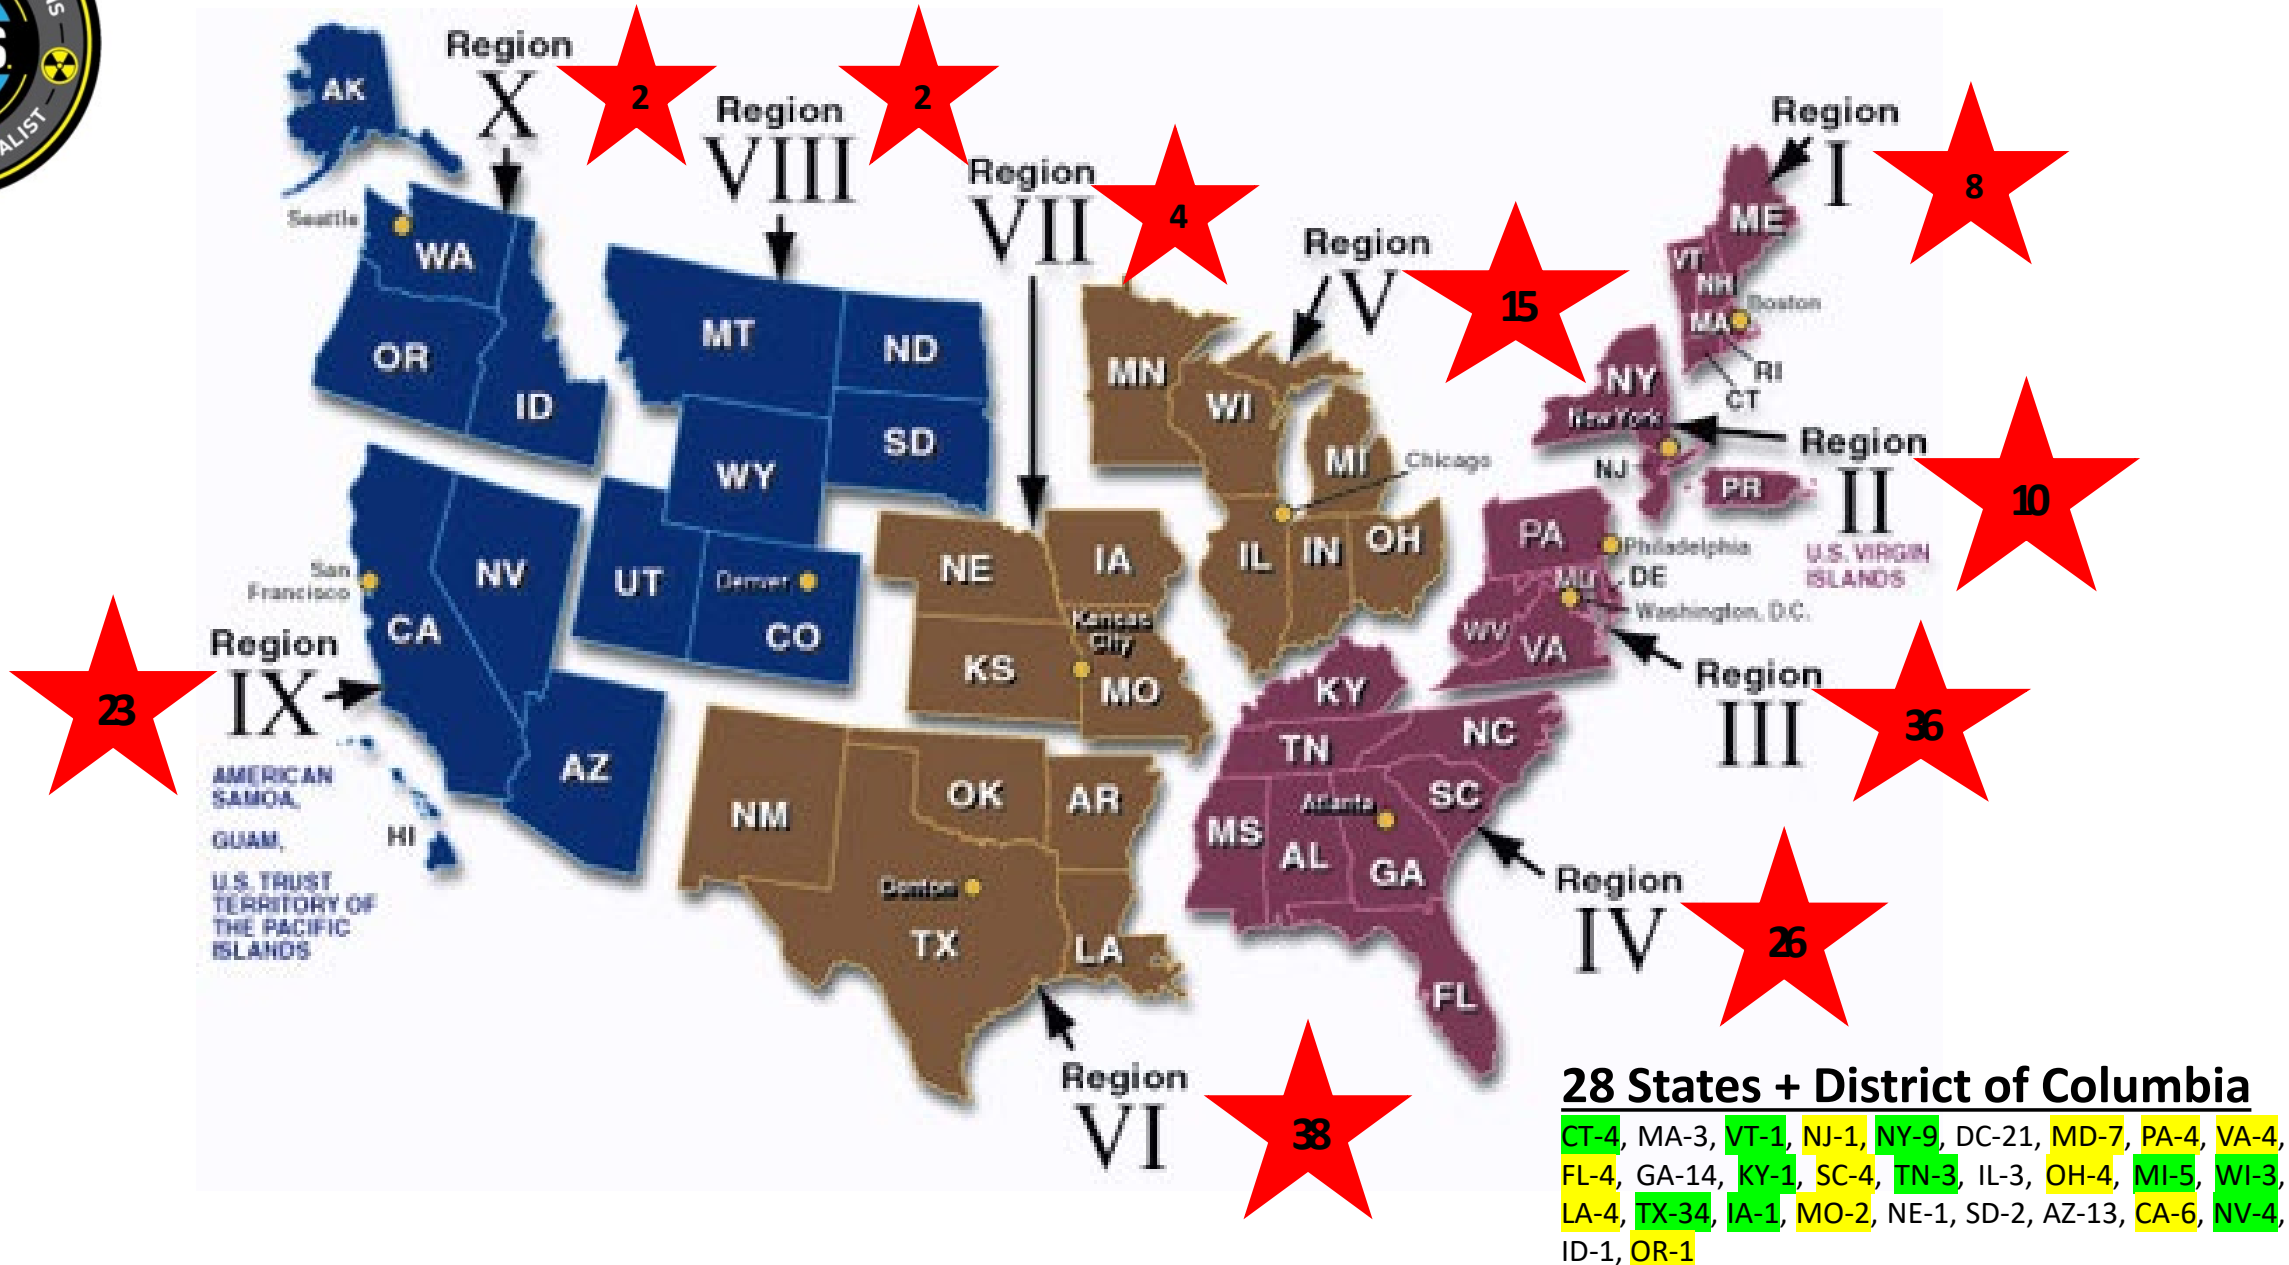 S
ALIST
Region
X
2
Region
VIII
2
Region
VII
4
Region
V
15
Region
I
8
AK
Seattle
WA
OR
ID
MT
ND
SD
WY
UT
Denver
CO
San
Francisco
CA
NV
AZ
Region
IX
23
AMERICAN
SAMOA,
GUAM,
U.S. TRUST
TERRITORY OF
THE PACIFIC
ISLANDS
HI
NE
IA
KS
Kansas
City
MO
NM
OK
AR
TX
LA
Region
VI
38
MN
WI
MI
Chicago
IL
IN
OH
ME
VT
NH
MA
Boston
RI
CT
NY
New York
NJ
PR
Region
II
10
U.S. VIRGIN
ISLANDS
PA
Philadelphia
DE
Washington, D.C.
WV
VA
Region
III
36
KY
TN
NC
SC
MS
AL
Atlanta
GA
FL
Region
IV
26
28 States + District of Columbia
CT-4, MA-3, VT-1, NJ-1, NY-9, DC-21, MD-7, PA-4, VA-4,
FL-4, GA-14, KY-1, SC-4, TN-3, IL-3, OH-4, MI-5, WI-3,
LA-4, TX-34, IA-1, MO-2, NE-1, SD-2, AZ-13, CA-6, NV-4,
ID-1, OR-1